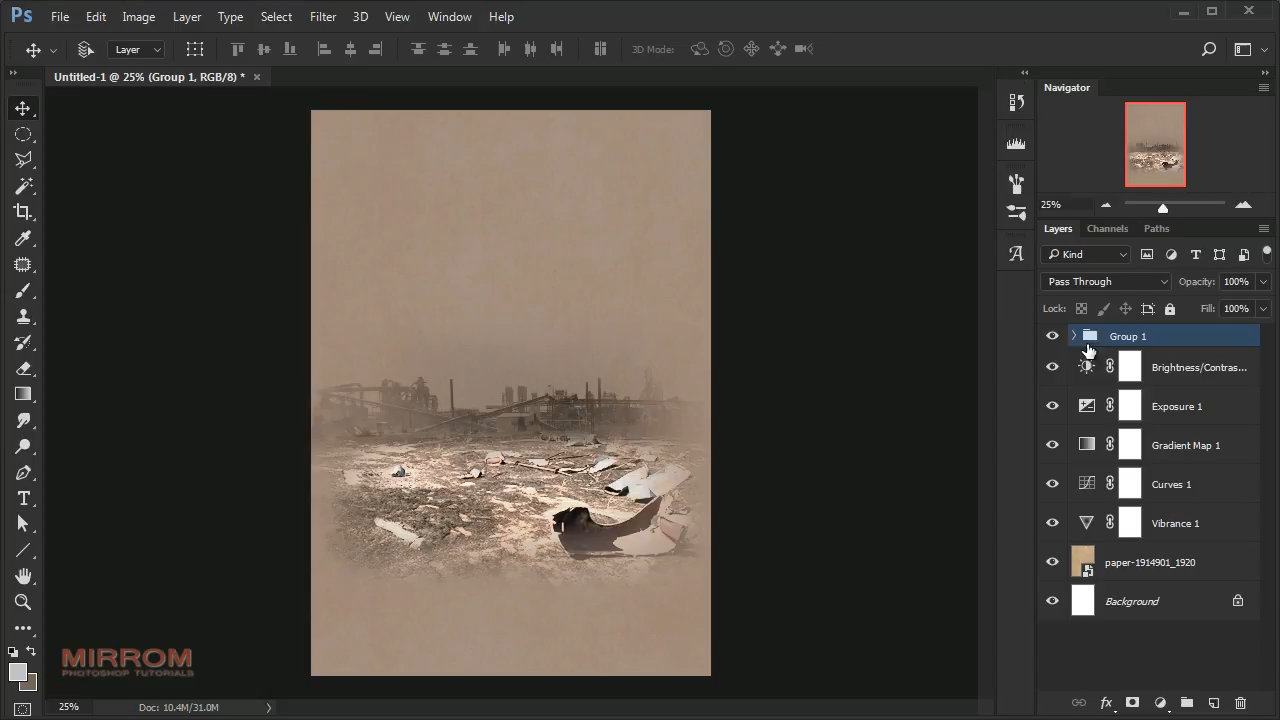 Ps File Edit Image Layer Type Select Filter 3D View Window Help
Layer 3D Mode:
Untitled-1 @ 25% (Group 1, RGB/8) *
Navigator
25%
Layers Channels Paths
Kind
Pass Through Opacity: 100%
Lock: Fill: 100%
Group 1
Brightness/Contras...
Exposure 1
Gradient Map 1
Curves 1
Vibrance 1
paper-1914901_1920
Background
MIRROM
PHOTOSHOP TUTORIALS
25% Doc: 10.4M/31.0M
fx